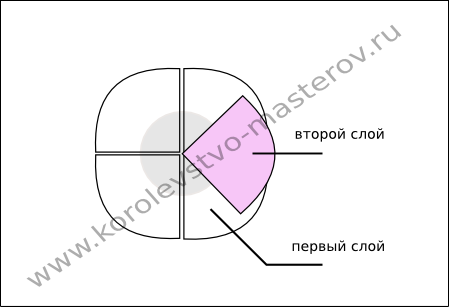 www.korolevstvo-masterov.ru
второй слой
первый слой